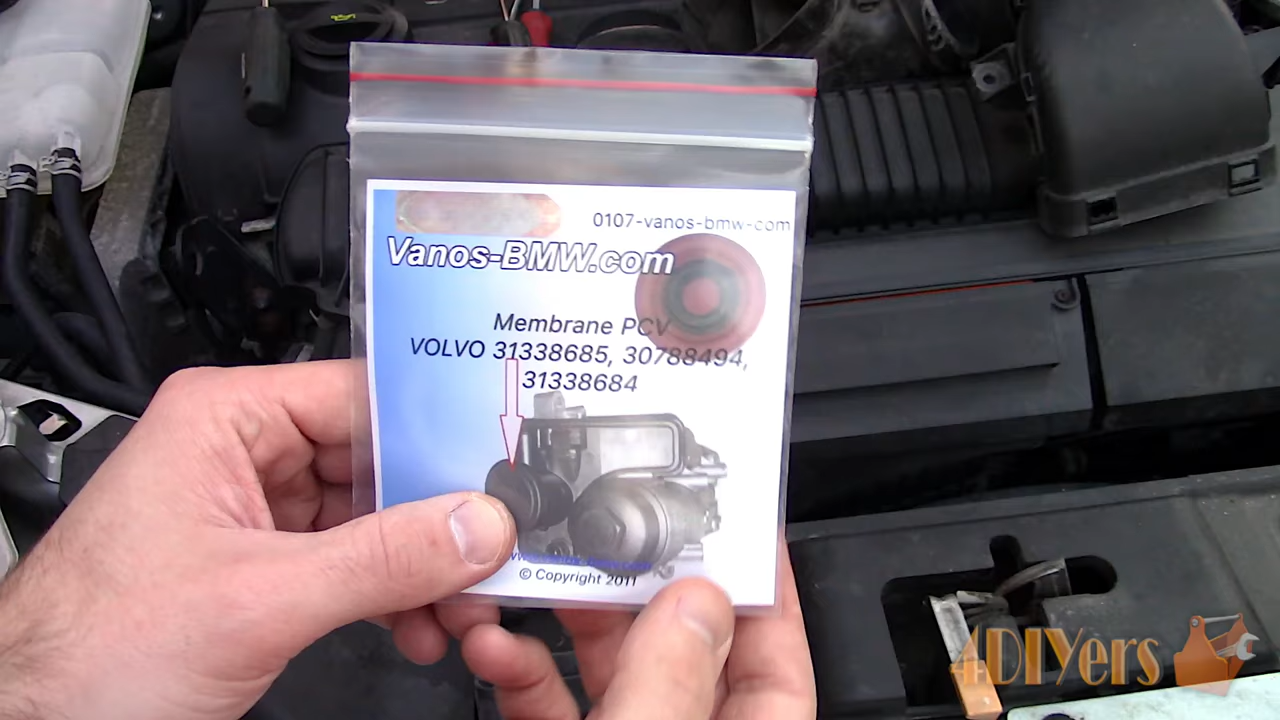 0107-vanos-bmw-com
Vanos-BMW.com
Membrane PCV
VOLVO 31338685, 30788494,
31338684
© Copyright 2011
4DIYers